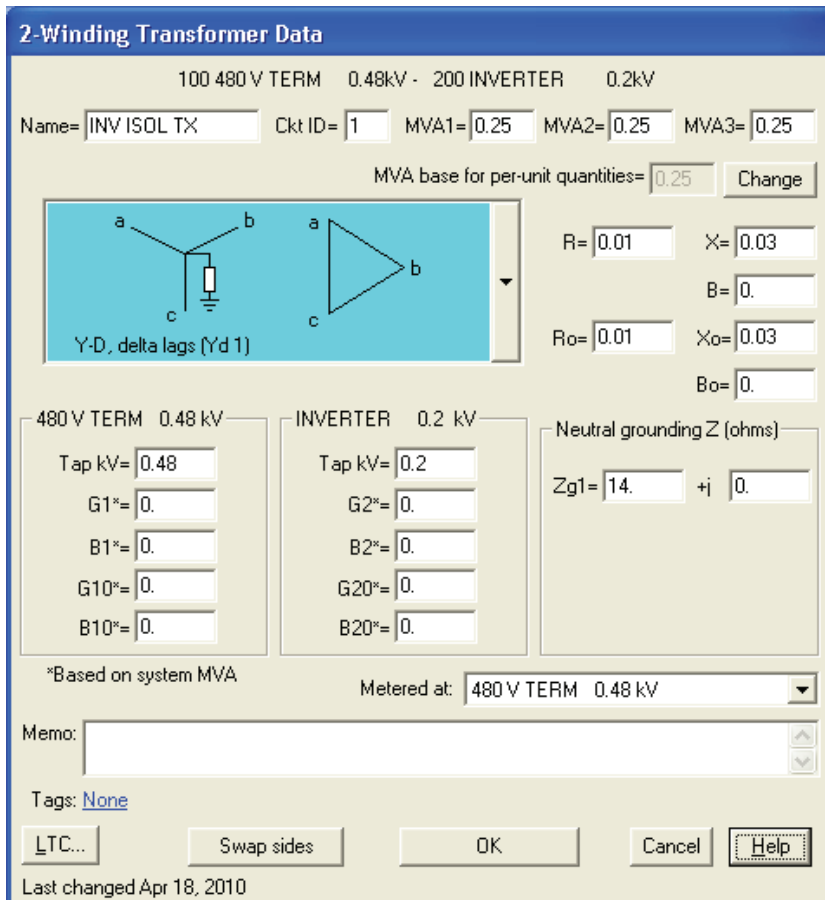 2-Winding Transformer Data
100 480 V TERM 0.48kV - 200 INVERTER 0.2kV
Name= INV ISOL TX Ckt ID= 1 MVA1= 0.25 MVA2= 0.25 MVA3= 0.25
MVA base for per-unit quantities= 0.25 Change
a b a b c c
Y-D, delta lags (Yd 1)
R= 0.01 X= 0.03
B= 0.
Ro= 0.01 Xo= 0.03
Bo= 0.
480 V TERM 0.48 kV
Tap kV= 0.48
G1*= 0.
B1*= 0.
G10*= 0.
B10*= 0.
INVERTER 0.2 kV
Tap kV= 0.2
G2*= 0.
B2*= 0.
G20*= 0.
B20*= 0.
Neutral grounding Z (ohms)
Zg1= 14. +j 0.
*Based on system MVA
Metered at: 480 V TERM 0.48 kV
Memo:
Tags: None
LTC... Swap sides OK Cancel Help
Last changed Apr 18, 2010